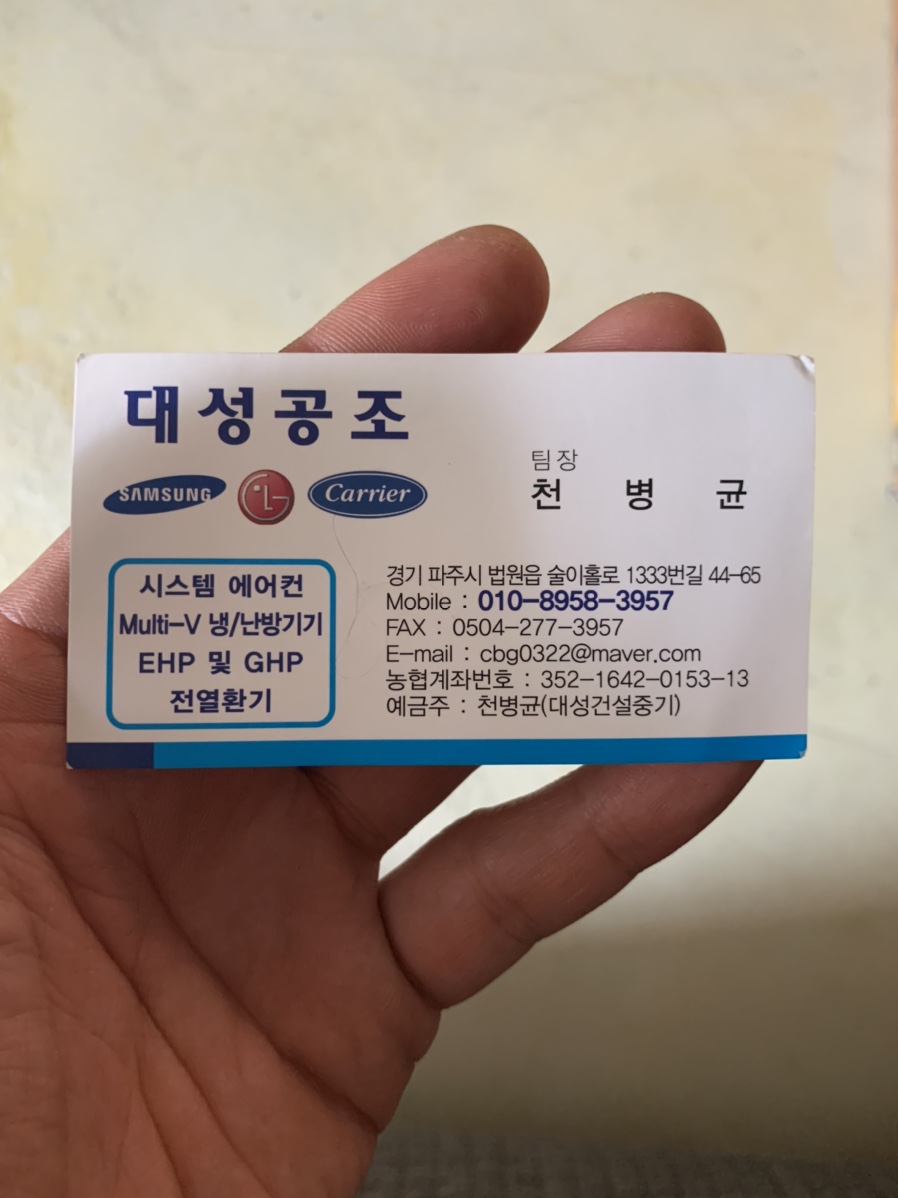 대성공조
SAMSUNG LG Carrier
팀장
천 병 균
시스템 에어컨
Multi-V 냉/난방기기
EHP 및 GHP
전열환기
경기 파주시 법원읍 술이홀로 1333번길 44-65
Mobile : 010-8958-3957
FAX : 0504-277-3957
E-mail : cbg0322@maver.com
농협계좌번호 : 352-1642-0153-13
예금주 : 천병균(대성건설중기)